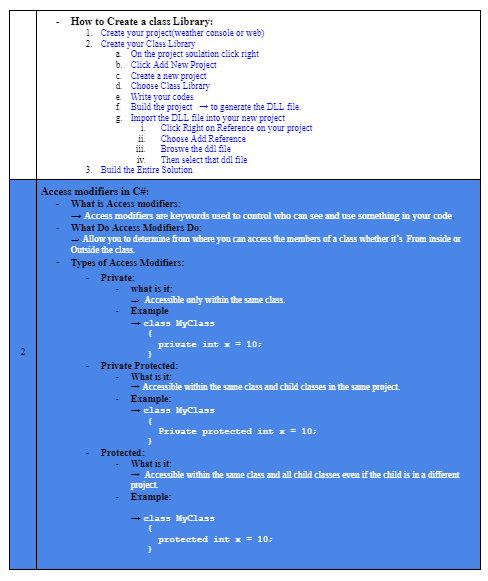 - How to Create a class Library:
1. Create your project(weather console or web)
2. Create your Class Library
a. On the project soulation click right
b. Click Add New Project
c. Create a new project
d. Choose Class Library
e. Write your codes
f. Build the project → to generate the DLL file.
g. Import the DLL file into your new project
i. Click Right on Reference on your project
ii. Choose Add Reference
iii. Broswe the ddl file
iv. Then select that ddl file
3. Build the Entire Solution
2
Access modifiers in C#:
- What is Access modifiers:
→ Access modifiers are keywords used to control who can see and use something in your code.
- What Do Access Modifiers Do:
→ Allow you to determine from where you can access the members of a class whether it's From inside or
Outside the class.
- Types of Access Modifiers:
- Private:
- what is it:
→ Accessible only within the same class.
- Example
→ class MyClass
{
private int x = 10;
}
- Private Protected:
- What is it:
→ Accessible within the same class and child classes in the same project.
- Example:
→ class MyClass
{
Private protected int x = 10;
}
- Protected:
- What is it:
→ Accessible within the same class and all child classes even if the child is in a different
project.
- Example:
→ class MyClass
{
protected int x = 10;
}